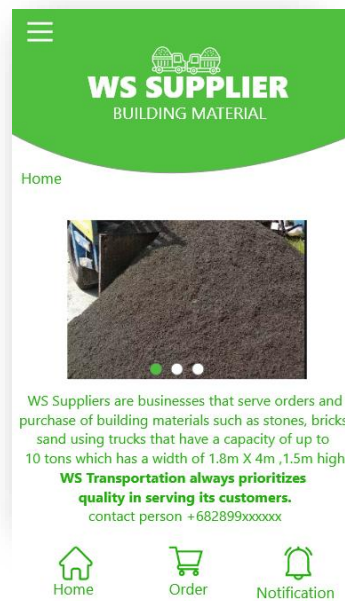 WS SUPPLIER
BUILDING MATERIAL
Home
WS Suppliers are businesses that serve orders and
purchase of building materials such as stones, bricks
sand using trucks that have a capacity of up to
10 tons which has a width of 1.8m X 4m ,1.5m high
WS Transportation always prioritizes
quality in serving its customers.
contact person +682899xxxxxx
Home Order Notification